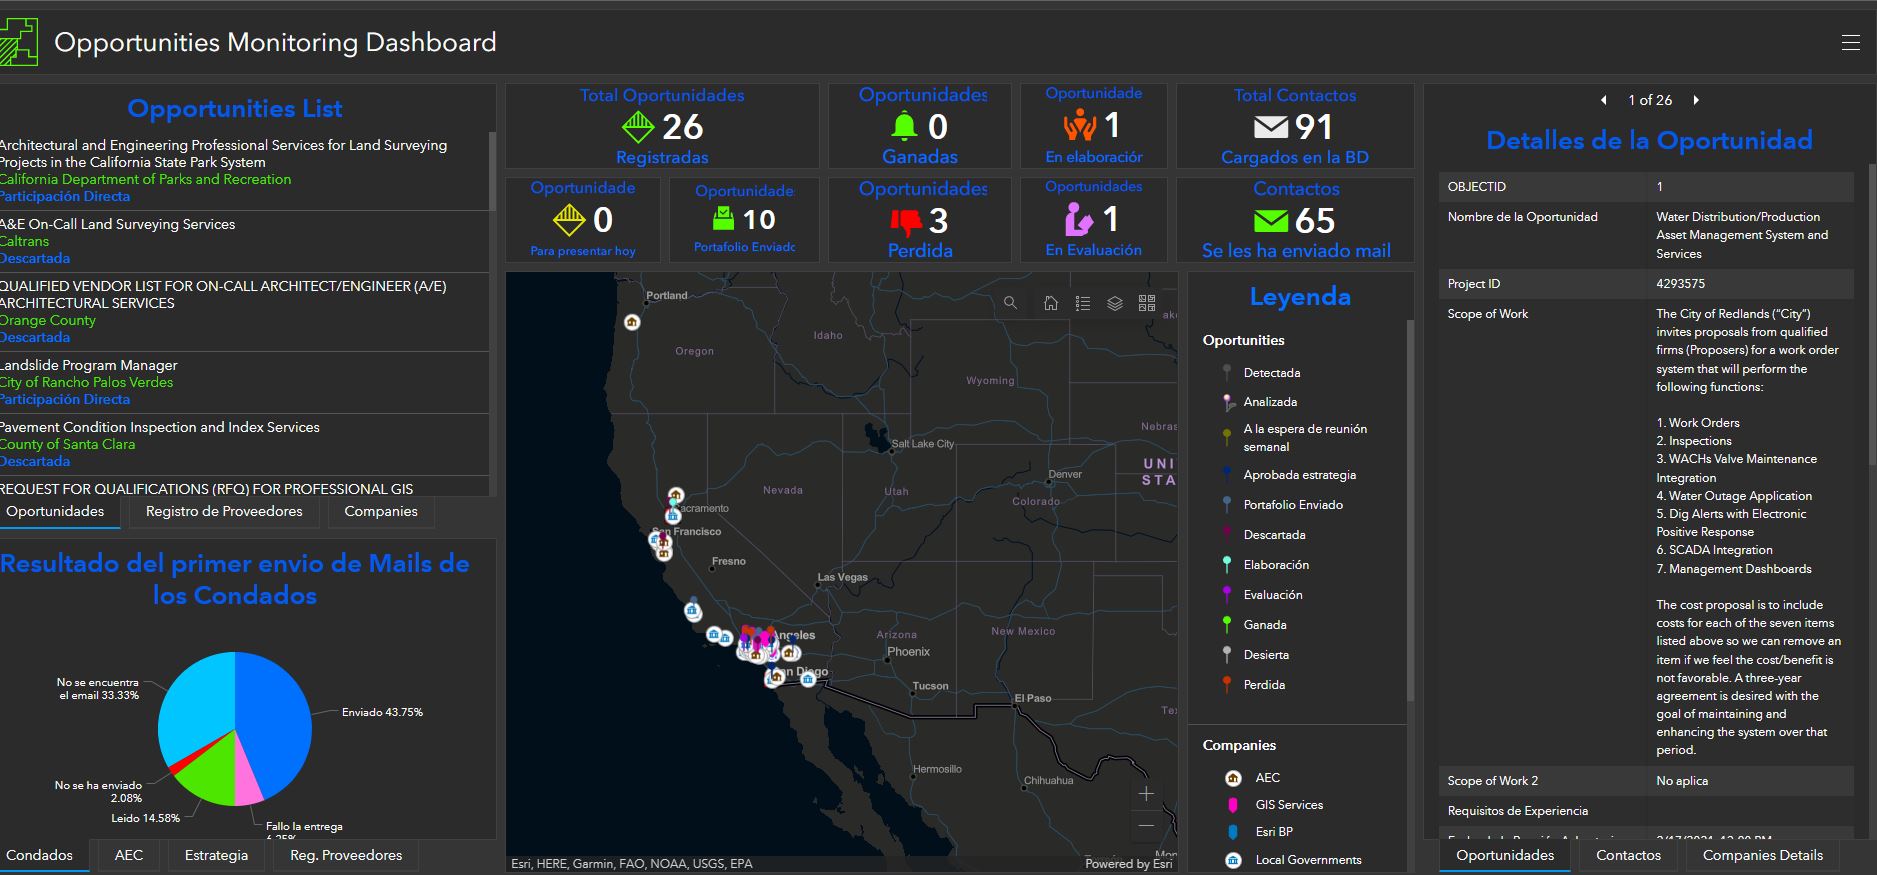 Opportunities Monitoring Dashboard
Opportunities List
Architectural and Engineering Professional Services for Land Surveying
Projects in the California State Park System
California Department of Parks and Recreation
Participación Directa
A&E On-Call Land Surveying Services
Caltrans
Descartada
QUALIFIED VENDOR LIST FOR ON-CALL ARCHITECT/ENGINEER (A/E)
ARCHITECTURAL SERVICES
Orange County
Descartada
Landslide Program Manager
City of Rancho Palos Verdes
Participación Directa
Pavement Condition Inspection and Index Services
County of Santa Clara
Descartada
REQUEST FOR QUALIFICATIONS (RFQ) FOR PROFESSIONAL GIS
Oportunidades
Registro de Proveedores
Companies
Resultado del primer envio de Mails de
los Condados
No se encuentra
el email 33.33%
Enviado 43.75%
No se ha enviado
2.08%
Leido 14.58%
Fallo la entrega
6.25%
Condados
AEC
Estrategia
Reg. Proveedores
Total Oportunidades
26
Registradas
Oportunidades
0
Ganadas
Oportunidade
1
En elaboraciór
Total Contactos
91
Cargados en la BD
Oportunidade
0
Para presentar hoy
Oportunidade
10
Portafolio Enviadc
Oportunidades
3
Perdida
Oportunidades
1
En Evaluación
Contactos
65
Se les ha enviado mail
Portland
Oregon
Idaho
Wyoming
Nebras
Salt Lake City
Denver
UNI
STA
Nevada
Utah
Colorado
Sacramento
San Francisco
Fresno
Las Vegas
Angeles
Arizona
New Mexico
Phoenix
San Diego
Tucson
El Paso
Tex
Hermosillo
Chihuahua
Mon
Esri, HERE, Garmin, FAO, NOAA, USGS, EPA
Powered by Esri
Leyenda
Oportunities
Detectada
Analizada
A la espera de reunión
semanal
Aprobada estrategia
Portafolio Enviado
Descartada
Elaboración
Evaluación
Ganada
Desierta
Perdida
Companies
AEC
GIS Services
Esri BP
Local Governments
1 of 26
Detalles de la Oportunidad
OBJECTID
1
Nombre de la Oportunidad
Water Distribution/Production
Asset Management System and
Services
Project ID
4293575
Scope of Work
The City of Redlands (“City”)
invites proposals from qualified
firms (Proposers) for a work order
system that will perform the
following functions:
1. Work Orders
2. Inspections
3. WACHs Valve Maintenance
Integration
4. Water Outage Application
5. Dig Alerts with Electronic
Positive Response
6. SCADA Integration
7. Management Dashboards
The cost proposal is to include
costs for each of the seven items
listed above so we can remove an
item if we feel the cost/benefit is
not favorable. A three-year
agreement is desired with the
goal of maintaining and
enhancing the system over that
period.
Scope of Work 2
No aplica
Requisitos de Experiencia
Oportunidades
Contactos
Companies Details